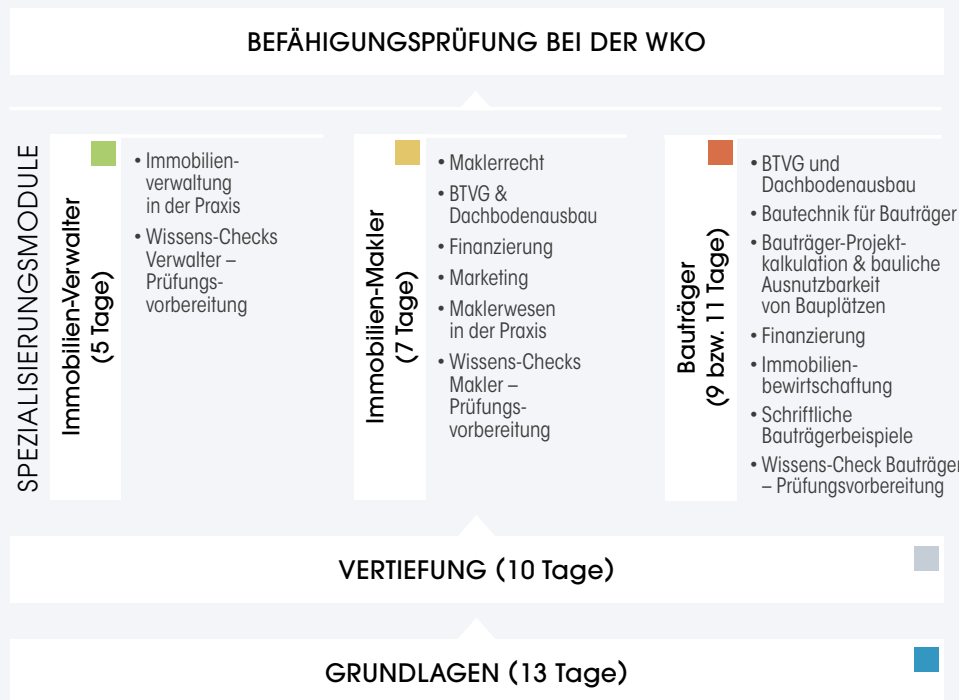 BEFÄHIGUNGSPRÜFUNG BEI DER WKO
SPEZIALISIERUNGSMODULE
Immobilien-Verwalter
(5 Tage)
• Immobilien-
verwaltung
in der Praxis
• Wissens-Checks
Verwalter –
Prüfungs-
vorbereitung
Immobilien-Makler
(7 Tage)
• Maklerrecht
• BTVG &
Dachbodenausbau
• Finanzierung
• Marketing
• Maklerwesen
in der Praxis
• Wissens-Checks
Makler –
Prüfungs-
vorbereitung
Bauträger
(9 bzw. 11 Tage)
• BTVG und
Dachbodenausbau
• Bautechnik für Bauträger
• Bauträger-Projekt-
kalkulation & bauliche
Ausnutzbarkeit
von Bauplätzen
• Finanzierung
• Immobilien-
bewirtschaftung
• Schriftliche
Bauträgerbeispiele
• Wissens-Check Bauträger
– Prüfungsvorbereitung
VERTIEFUNG (10 Tage)
GRUNDLAGEN (13 Tage)